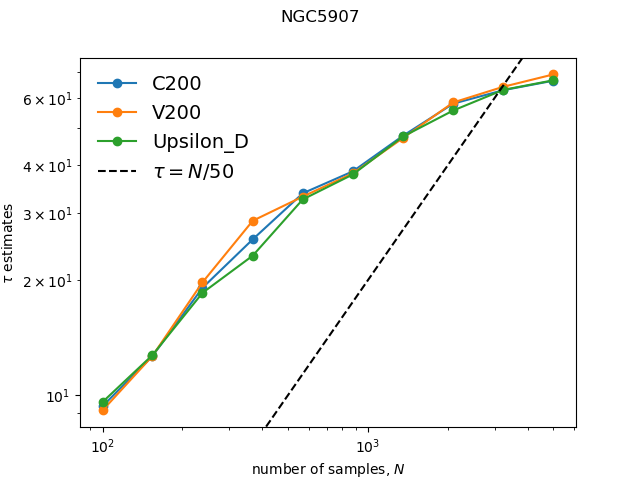 NGC5907
C200
V200
Upsilon_D
τ = N/50
6 × 10¹
4 × 10¹
3 × 10¹
2 × 10¹
10¹
τ estimates
10² 10³
number of samples, N